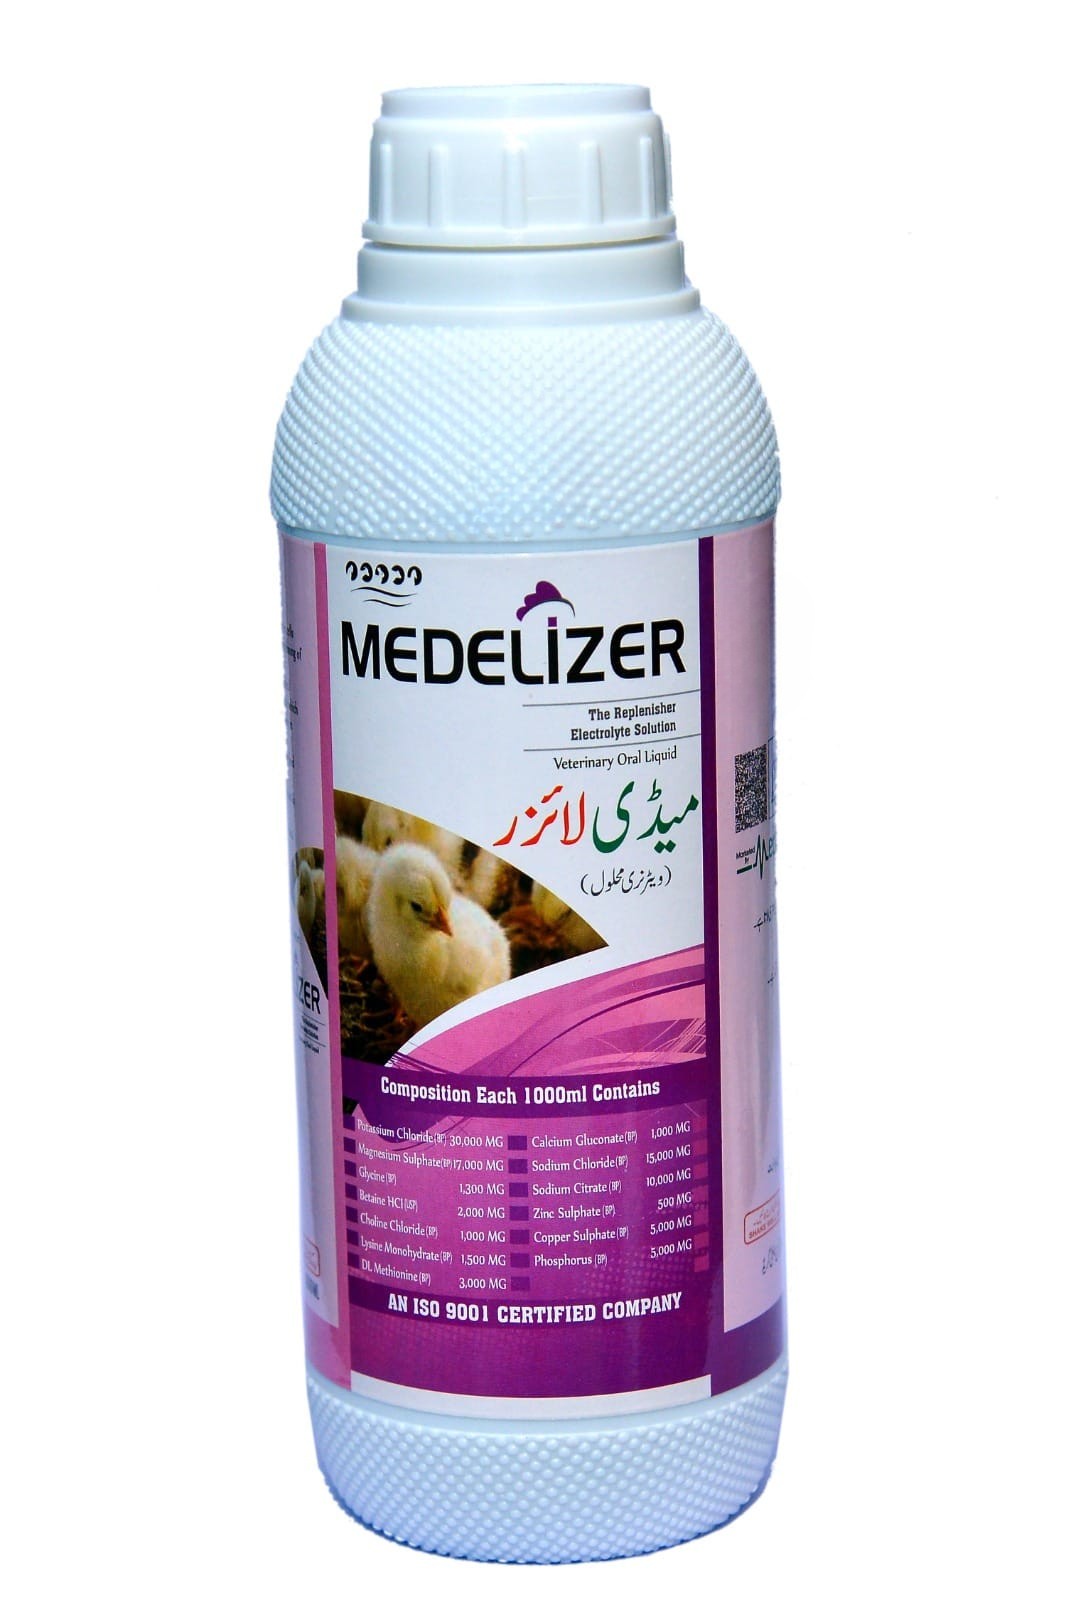 MEDELIZER
The Replenisher
Electrolyte Solution
Veterinary Oral Liquid
میڈی لائزر
(ویٹرنری محلول)
Composition Each 1000ml Contains
Potassium Chloride (BP) 30,000 MG
Magnesium Sulphate (BP) 17,000 MG
Glycine (BP) 1,300 MG
Betaine HCl (USP) 2,000 MG
Choline Chloride (BP) 1,000 MG
Lysine Monohydrate (BP) 1,500 MG
DL Methionine (BP) 3,000 MG
Calcium Gluconate (BP) 1,000 MG
Sodium Chloride (BP) 15,000 MG
Sodium Citrate (BP) 10,000 MG
Zinc Sulphate (BP) 500 MG
Copper Sulphate (BP) 5,000 MG
Phosphorus (BP) 5,000 MG
AN ISO 9001 CERTIFIED COMPANY
ZER
Marketed
By